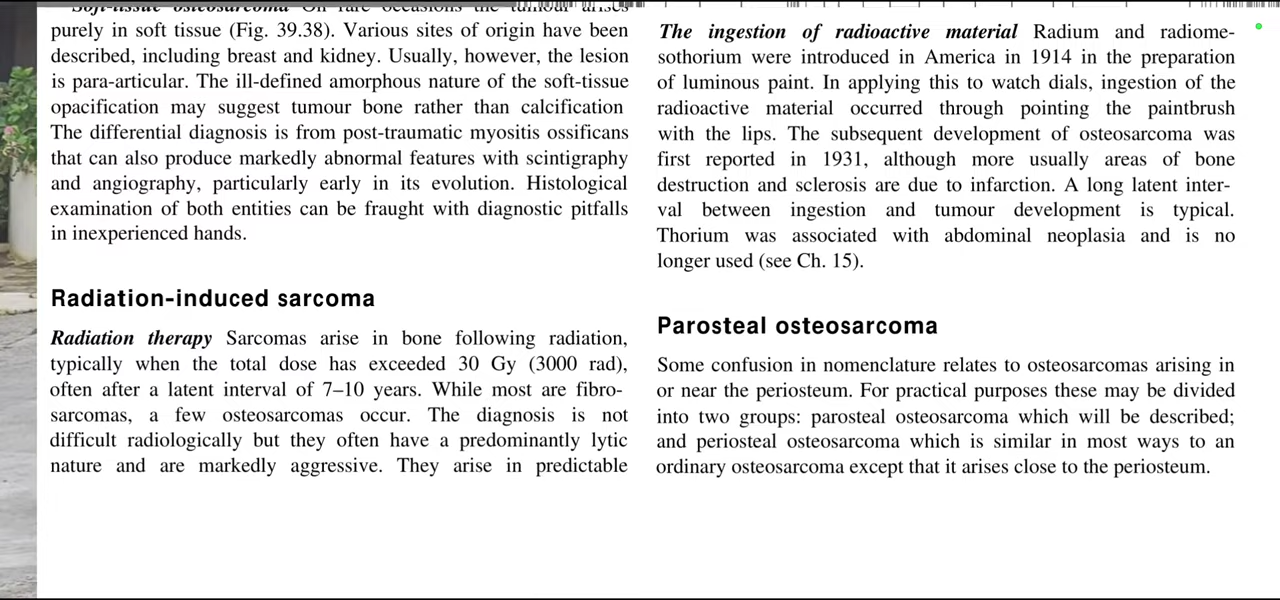 Soft-tissue osteosarcoma On rare occasions the tumour arises
purely in soft tissue (Fig. 39.38). Various sites of origin have been
described, including breast and kidney. Usually, however, the lesion
is para-articular. The ill-defined amorphous nature of the soft-tissue
opacification may suggest tumour bone rather than calcification
The differential diagnosis is from post-traumatic myositis ossificans
that can also produce markedly abnormal features with scintigraphy
and angiography, particularly early in its evolution. Histological
examination of both entities can be fraught with diagnostic pitfalls
in inexperienced hands.
Radiation-induced sarcoma
Radiation therapy Sarcomas arise in bone following radiation,
typically when the total dose has exceeded 30 Gy (3000 rad),
often after a latent interval of 7–10 years. While most are fibro-
sarcomas, a few osteosarcomas occur. The diagnosis is not
difficult radiologically but they often have a predominantly lytic
nature and are markedly aggressive. They arise in predictable
The ingestion of radioactive material Radium and radiome-
sothorium were introduced in America in 1914 in the preparation
of luminous paint. In applying this to watch dials, ingestion of the
radioactive material occurred through pointing the paintbrush
with the lips. The subsequent development of osteosarcoma was
first reported in 1931, although more usually areas of bone
destruction and sclerosis are due to infarction. A long latent inter-
val between ingestion and tumour development is typical.
Thorium was associated with abdominal neoplasia and is no
longer used (see Ch. 15).
Parosteal osteosarcoma
Some confusion in nomenclature relates to osteosarcomas arising in
or near the periosteum. For practical purposes these may be divided
into two groups: parosteal osteosarcoma which will be described;
and periosteal osteosarcoma which is similar in most ways to an
ordinary osteosarcoma except that it arises close to the periosteum.